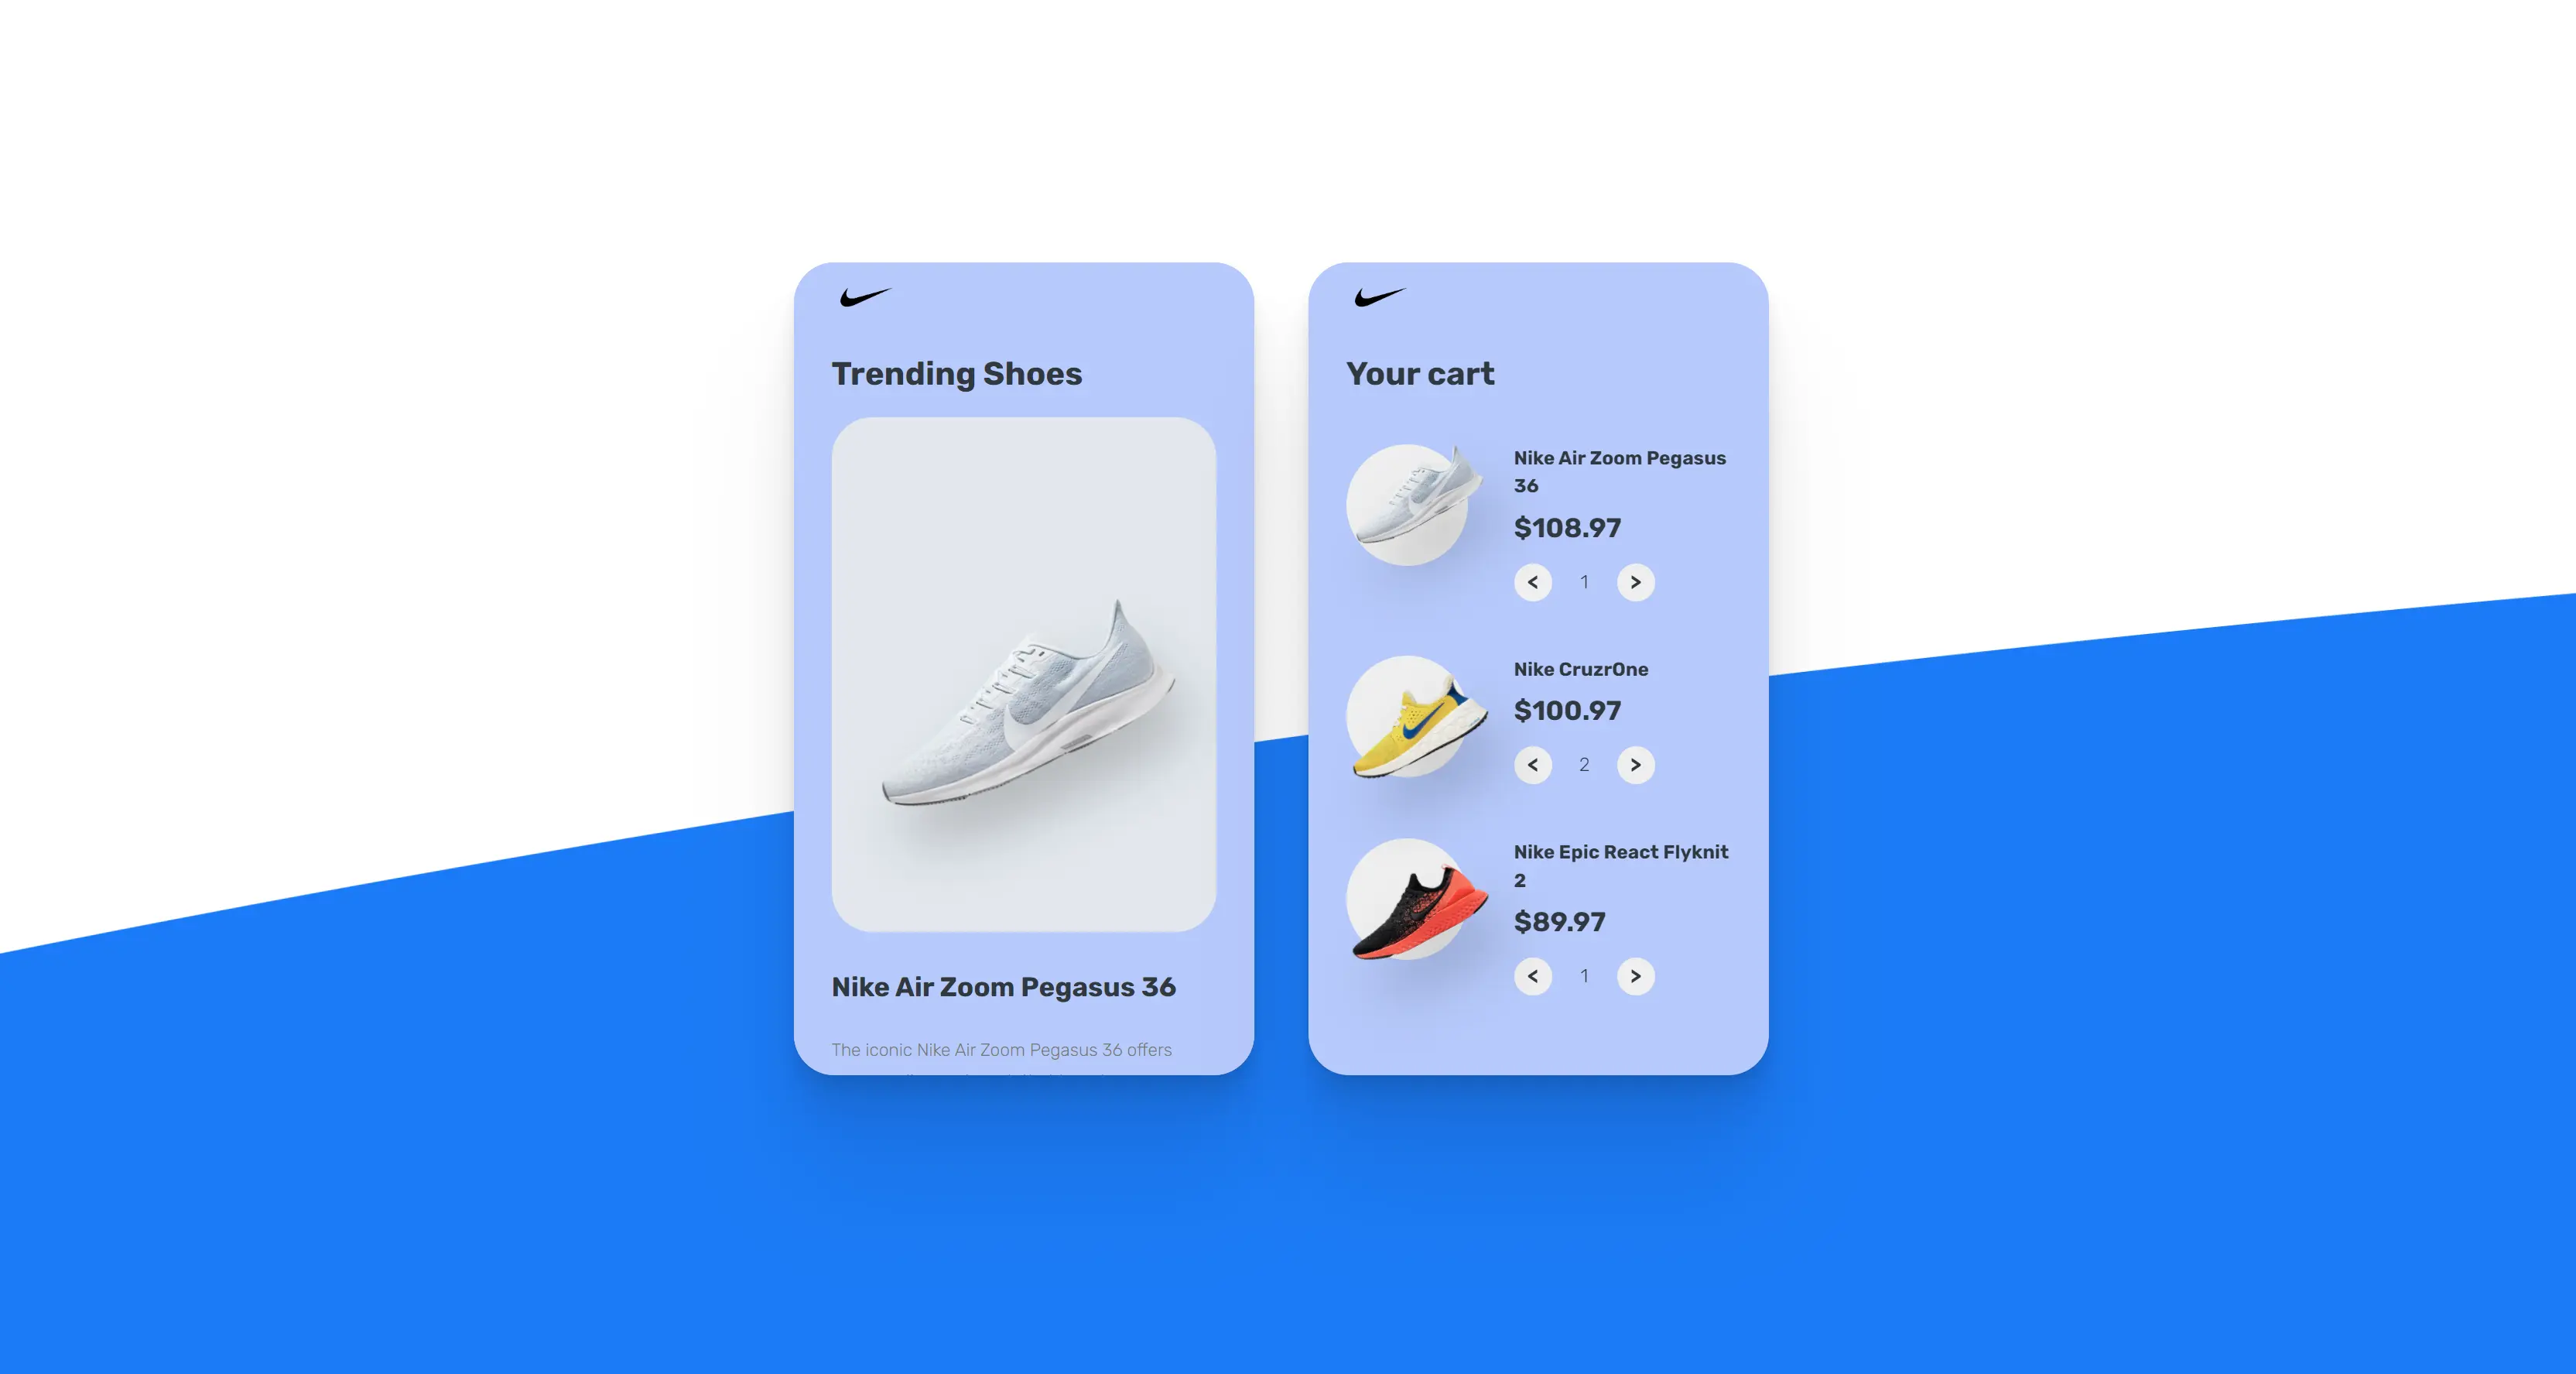 Trending Shoes
Nike Air Zoom Pegasus 36
The iconic Nike Air Zoom Pegasus 36 offers
Your cart
Nike Air Zoom Pegasus
36
$108.97
< 1 >
Nike CruzrOne
$100.97
< 2 >
Nike Epic React Flyknit
2
$89.97
< 1 >